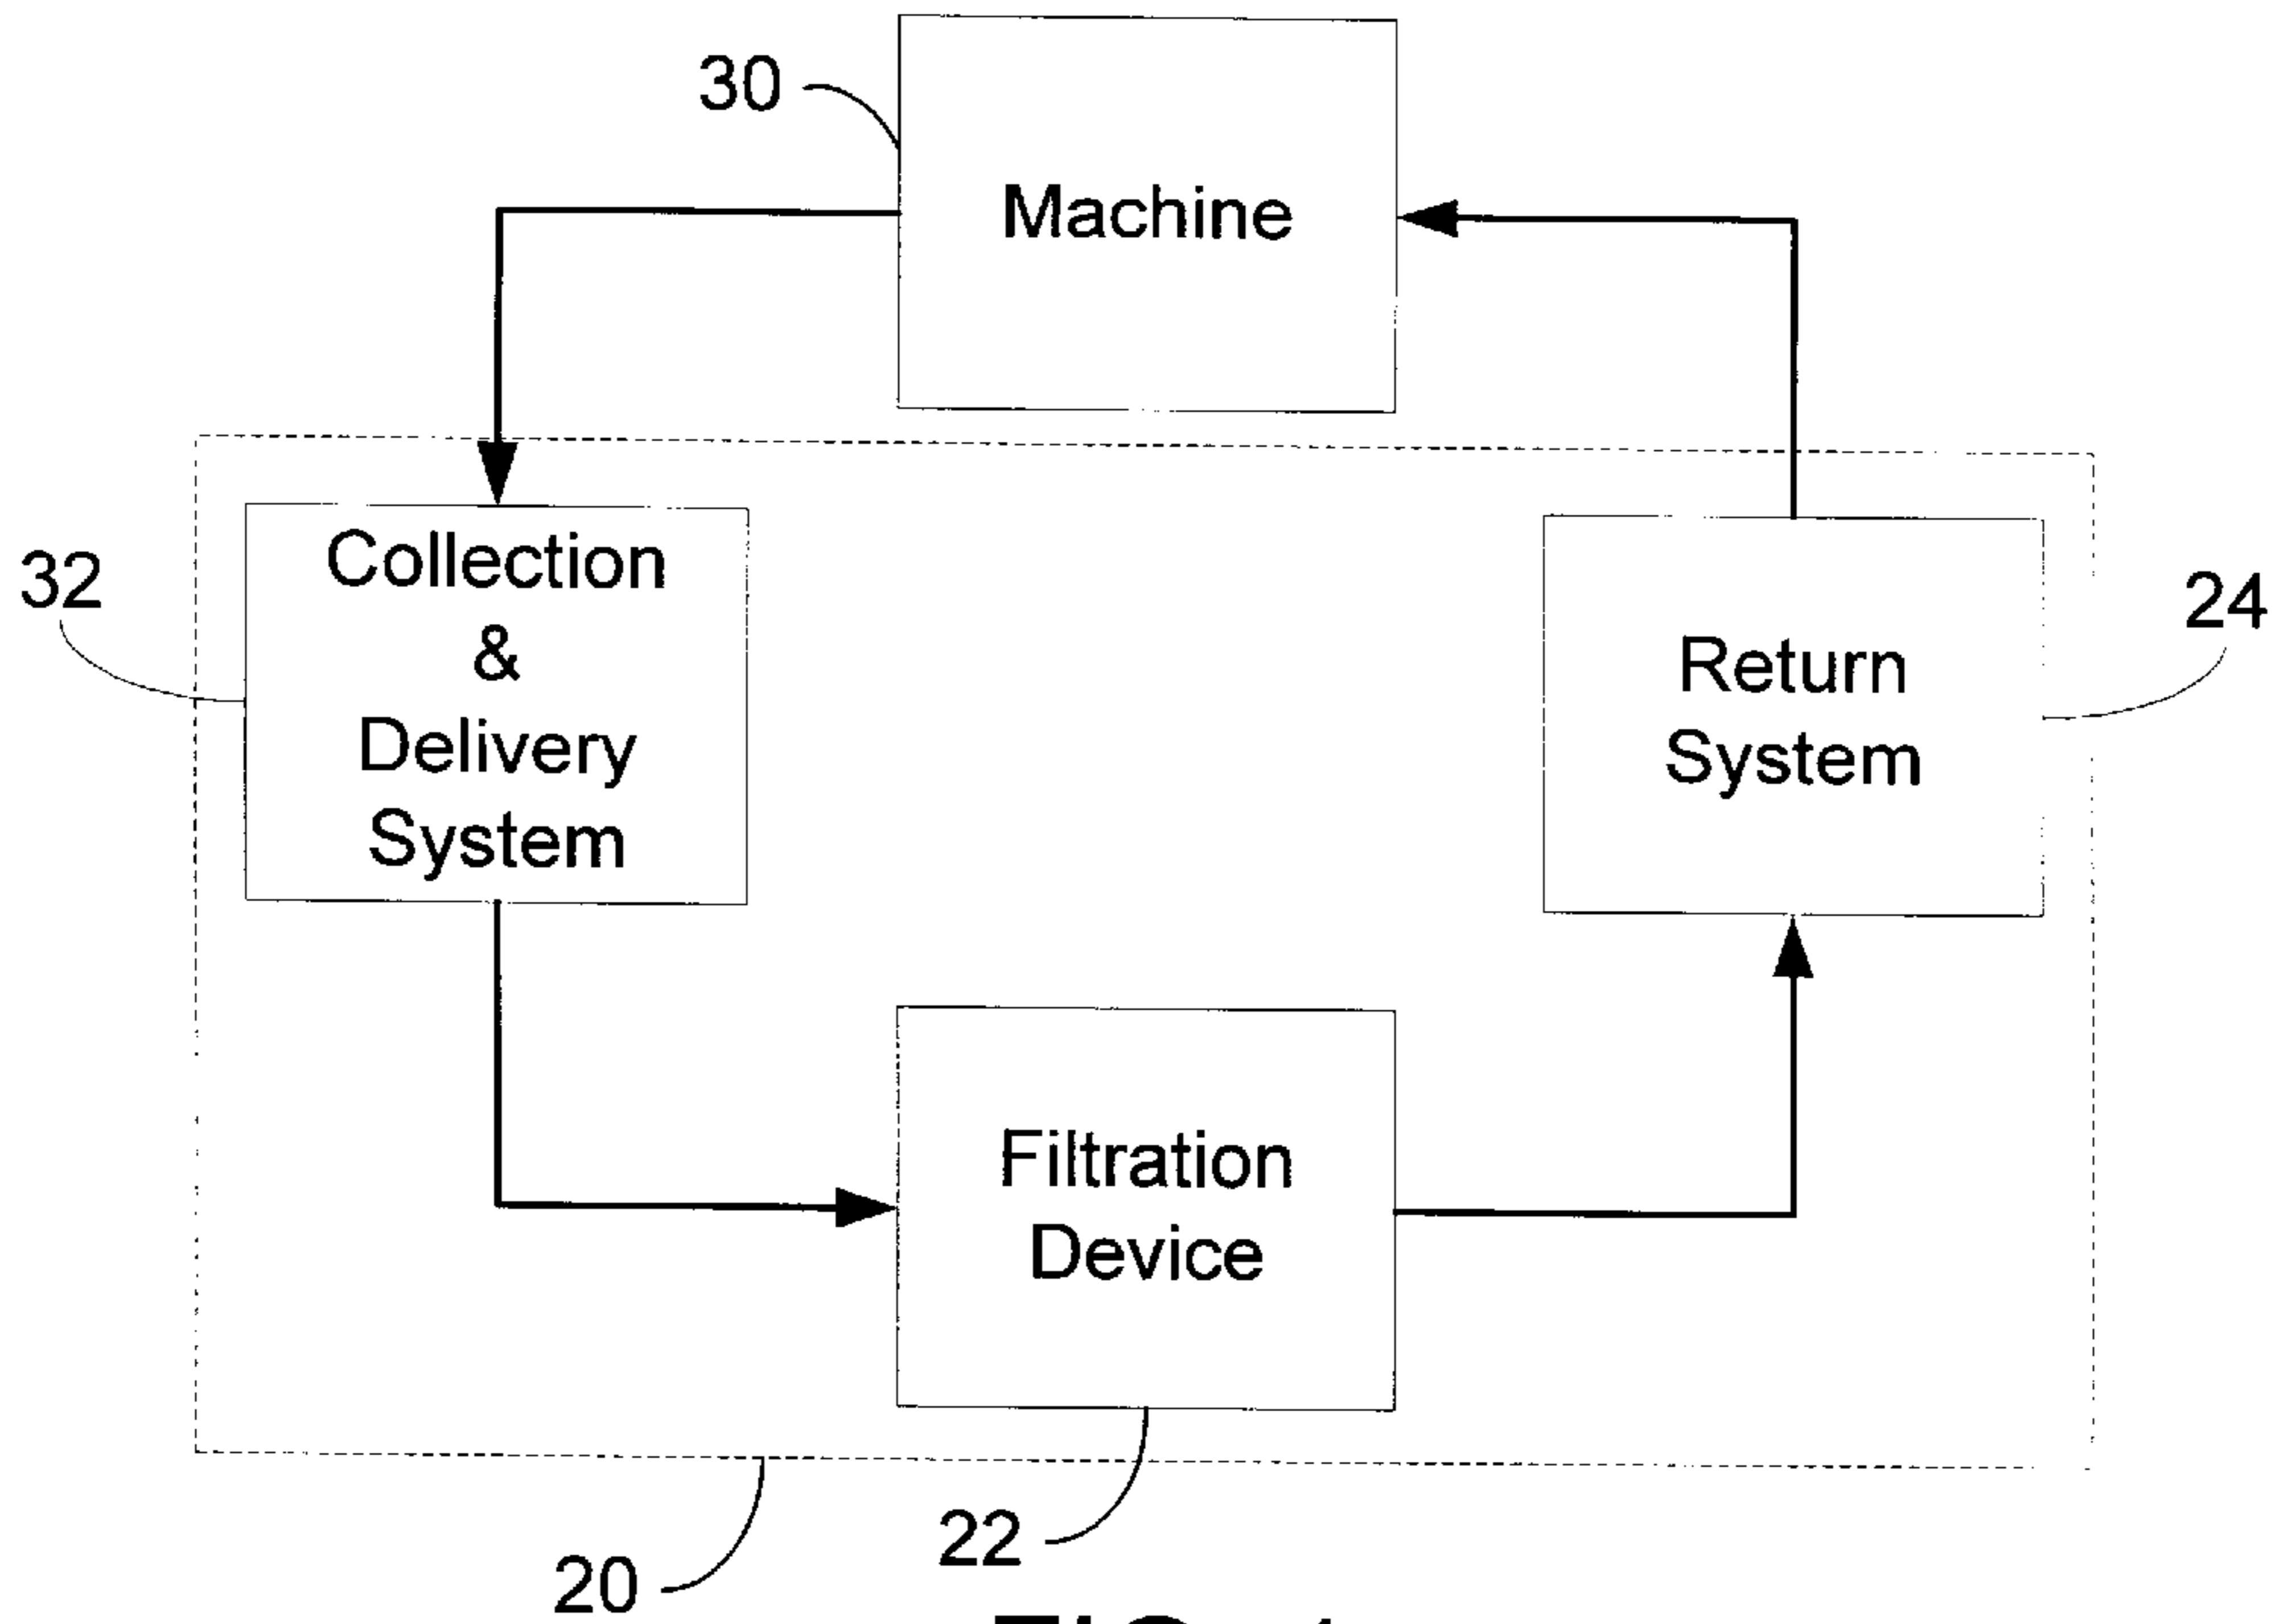 30
Machine
32
Collection
&
Delivery
System
Return
System
24
Filtration
Device
22
20